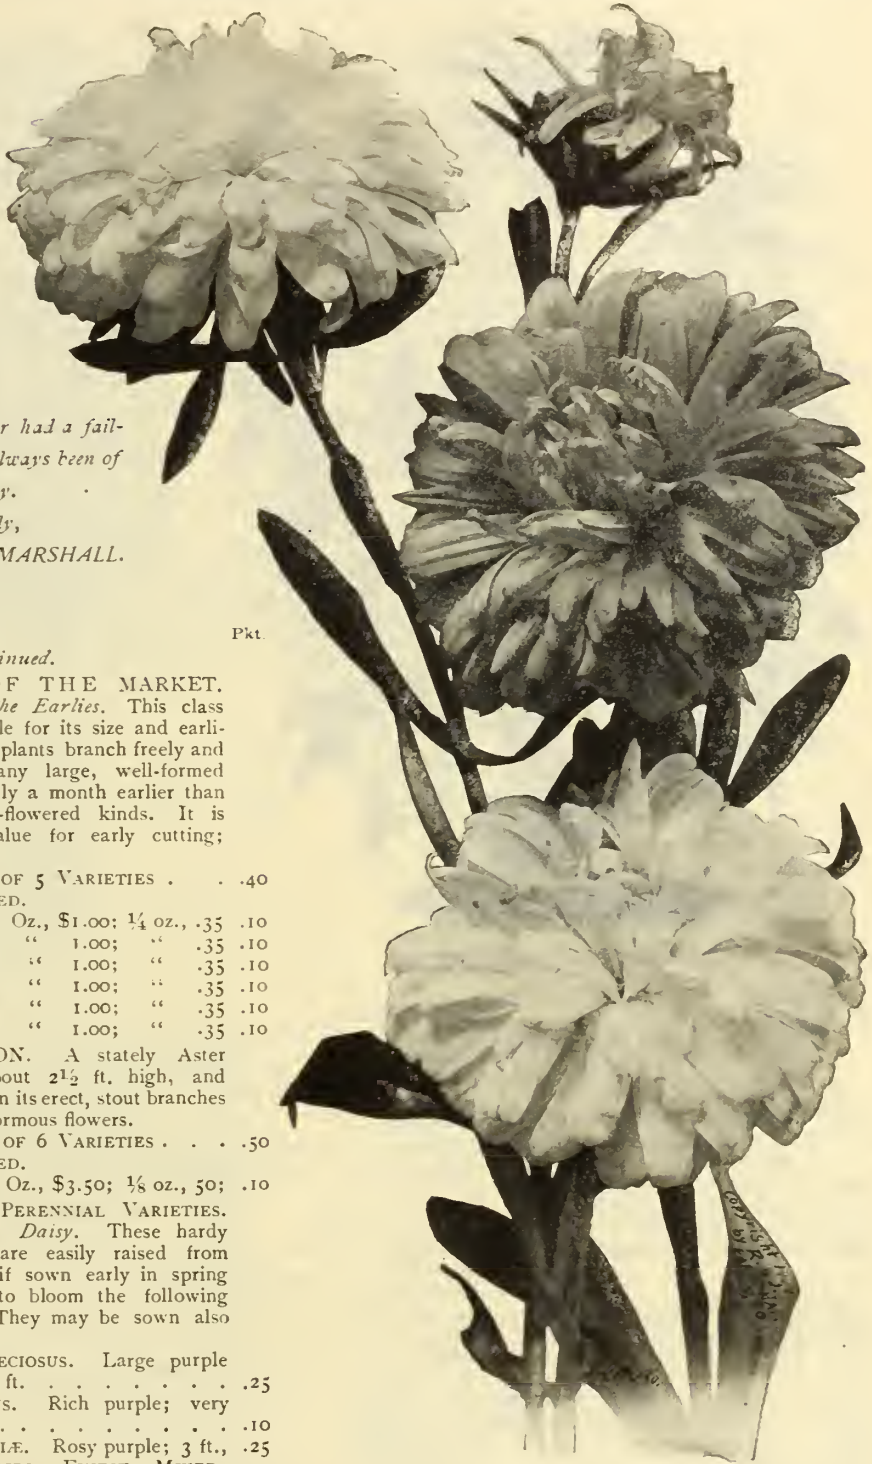 r had a fail-
lways been of
y.
ly,
MARSHALL.
Pkt.
inued.
F THE MARKET.
he Earlies. This class
le for its size and earli-
plants branch freely and
any large, well-formed
ly a month earlier than
-flowered kinds. It is
alue for early cutting;
OF 5 VARIETIES . . .40
ED.
Oz., $1.00; ¼ oz., .35 .10
“ 1.00; “ .35 .10
“ 1.00; “ .35 .10
“ 1.00; “ .35 .10
“ 1.00; “ .35 .10
“ 1.00; “ .35 .10
ON. A stately Aster
out 2½ ft. high, and
n its erect, stout branches
ormous flowers.
OF 6 VARIETIES . . . .50
ED.
Oz., $3.50; ⅛ oz., 50; .10
PERENNIAL VARIETIES.
Daisy. These hardy
are easily raised from
if sown early in spring
to bloom the following
They may be sown also
ECIOSUS. Large purple
ft. . . . . . . . . .25
S. Rich purple; very
. . . . . . . . . . .10
IÆ. Rosy purple; 3 ft., .25
Copyright
by